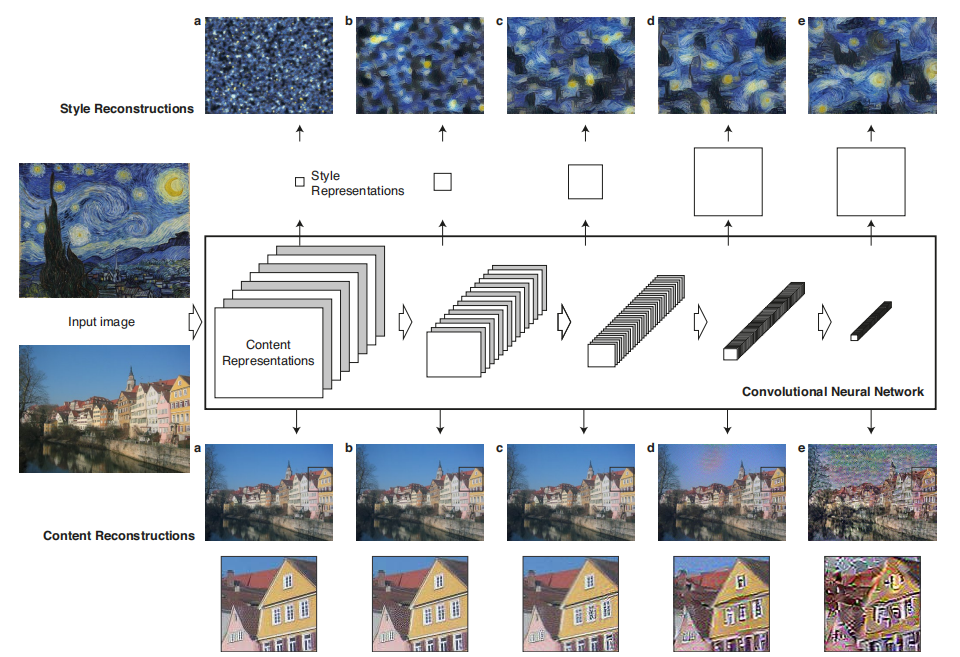 a b c d e
Style Reconstructions
Style
Representations
Input image
Content
Representations
Convolutional Neural Network
a b c d e
Content Reconstructions